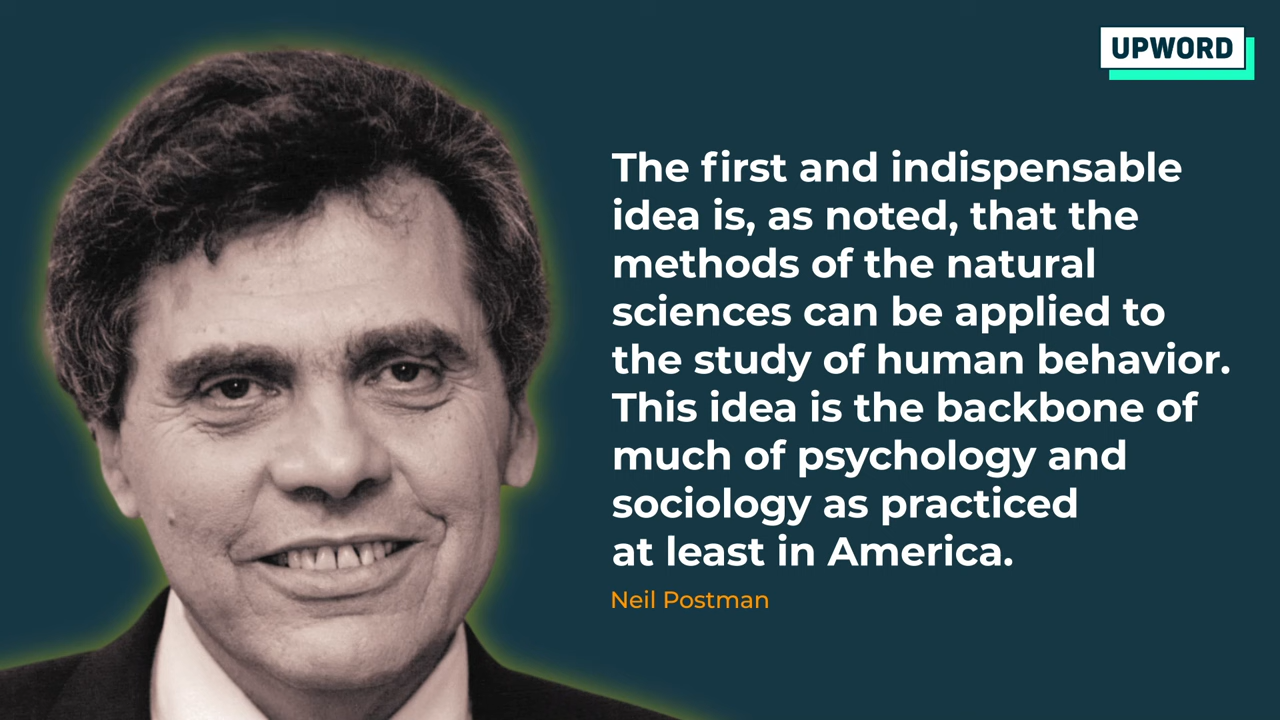 UPWORD
The first and indispensable
idea is, as noted, that the
methods of the natural
sciences can be applied to
the study of human behavior.
This idea is the backbone of
much of psychology and
sociology as practiced
at least in America.
Neil Postman